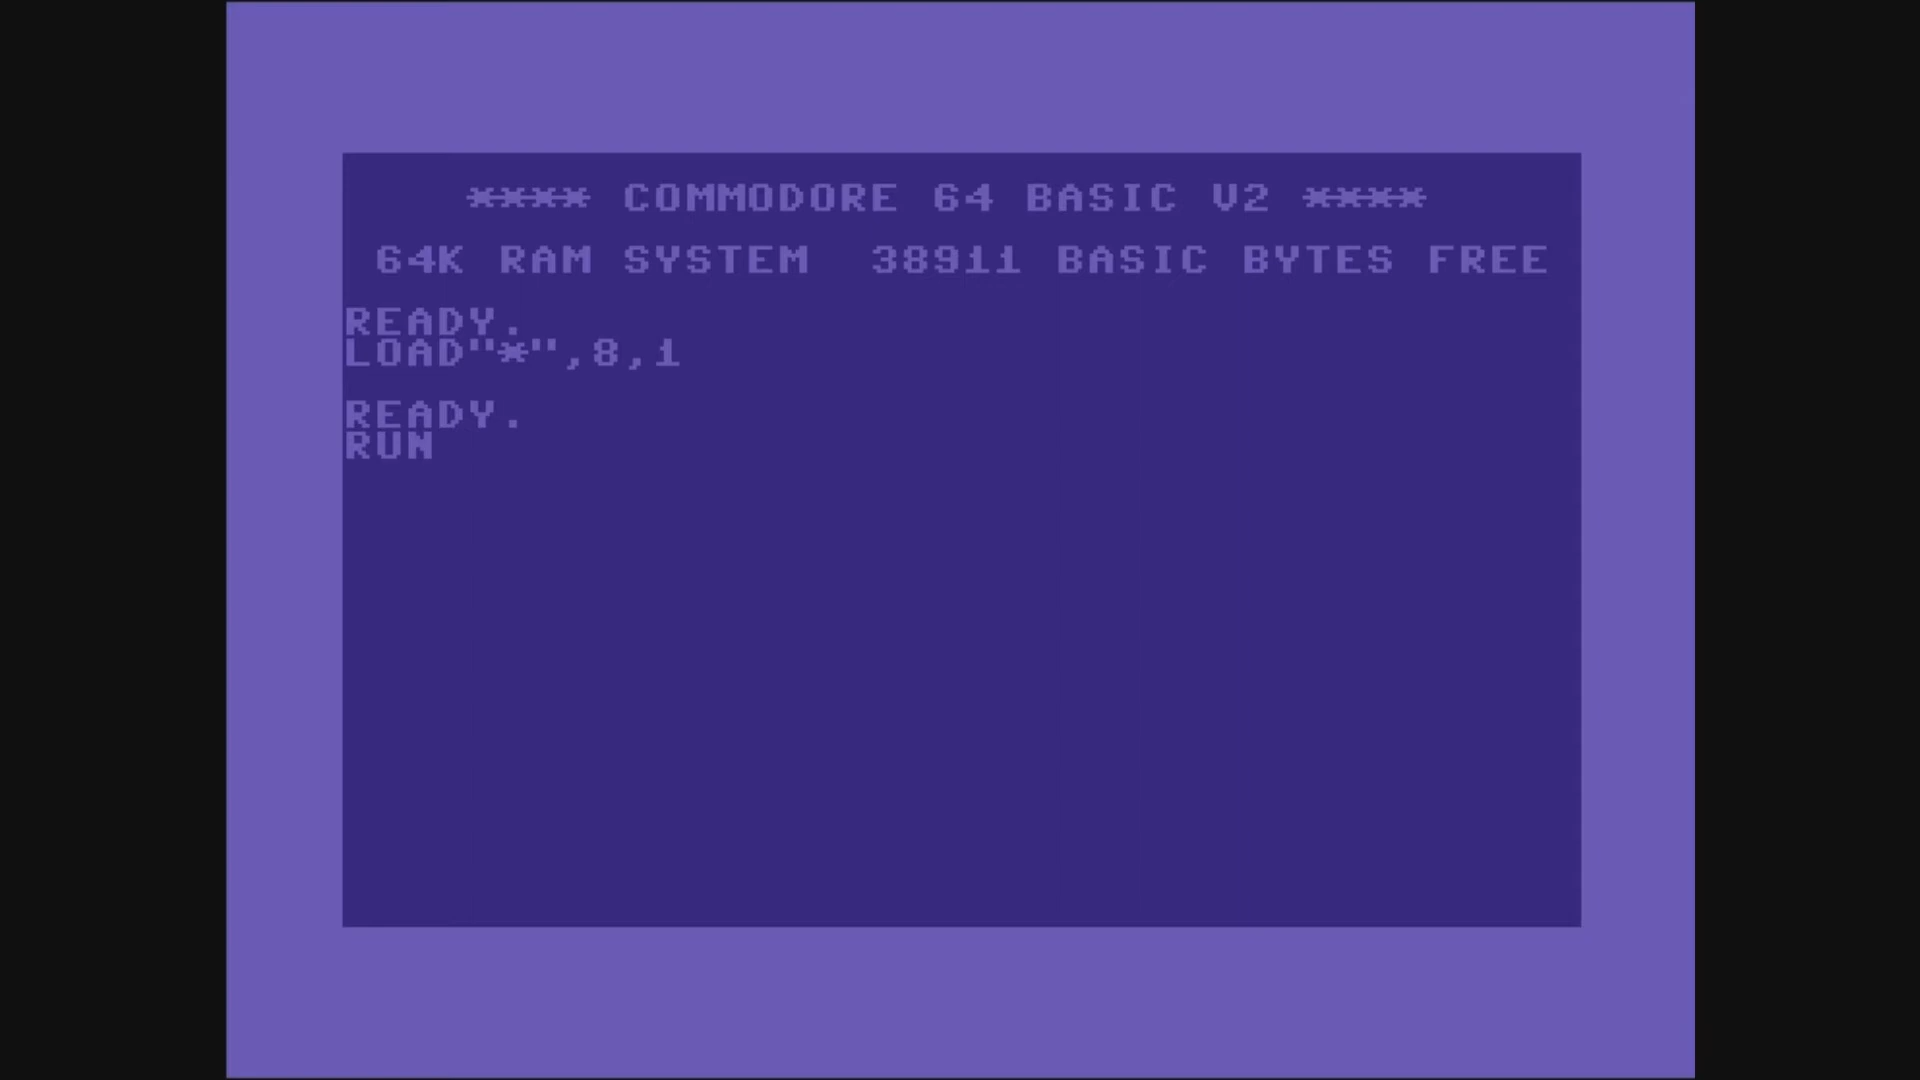 **** COMMODORE 64 BASIC V2 ****
64K RAM SYSTEM  38911 BASIC BYTES FREE
READY.
LOAD"*",8,1
READY.
RUN